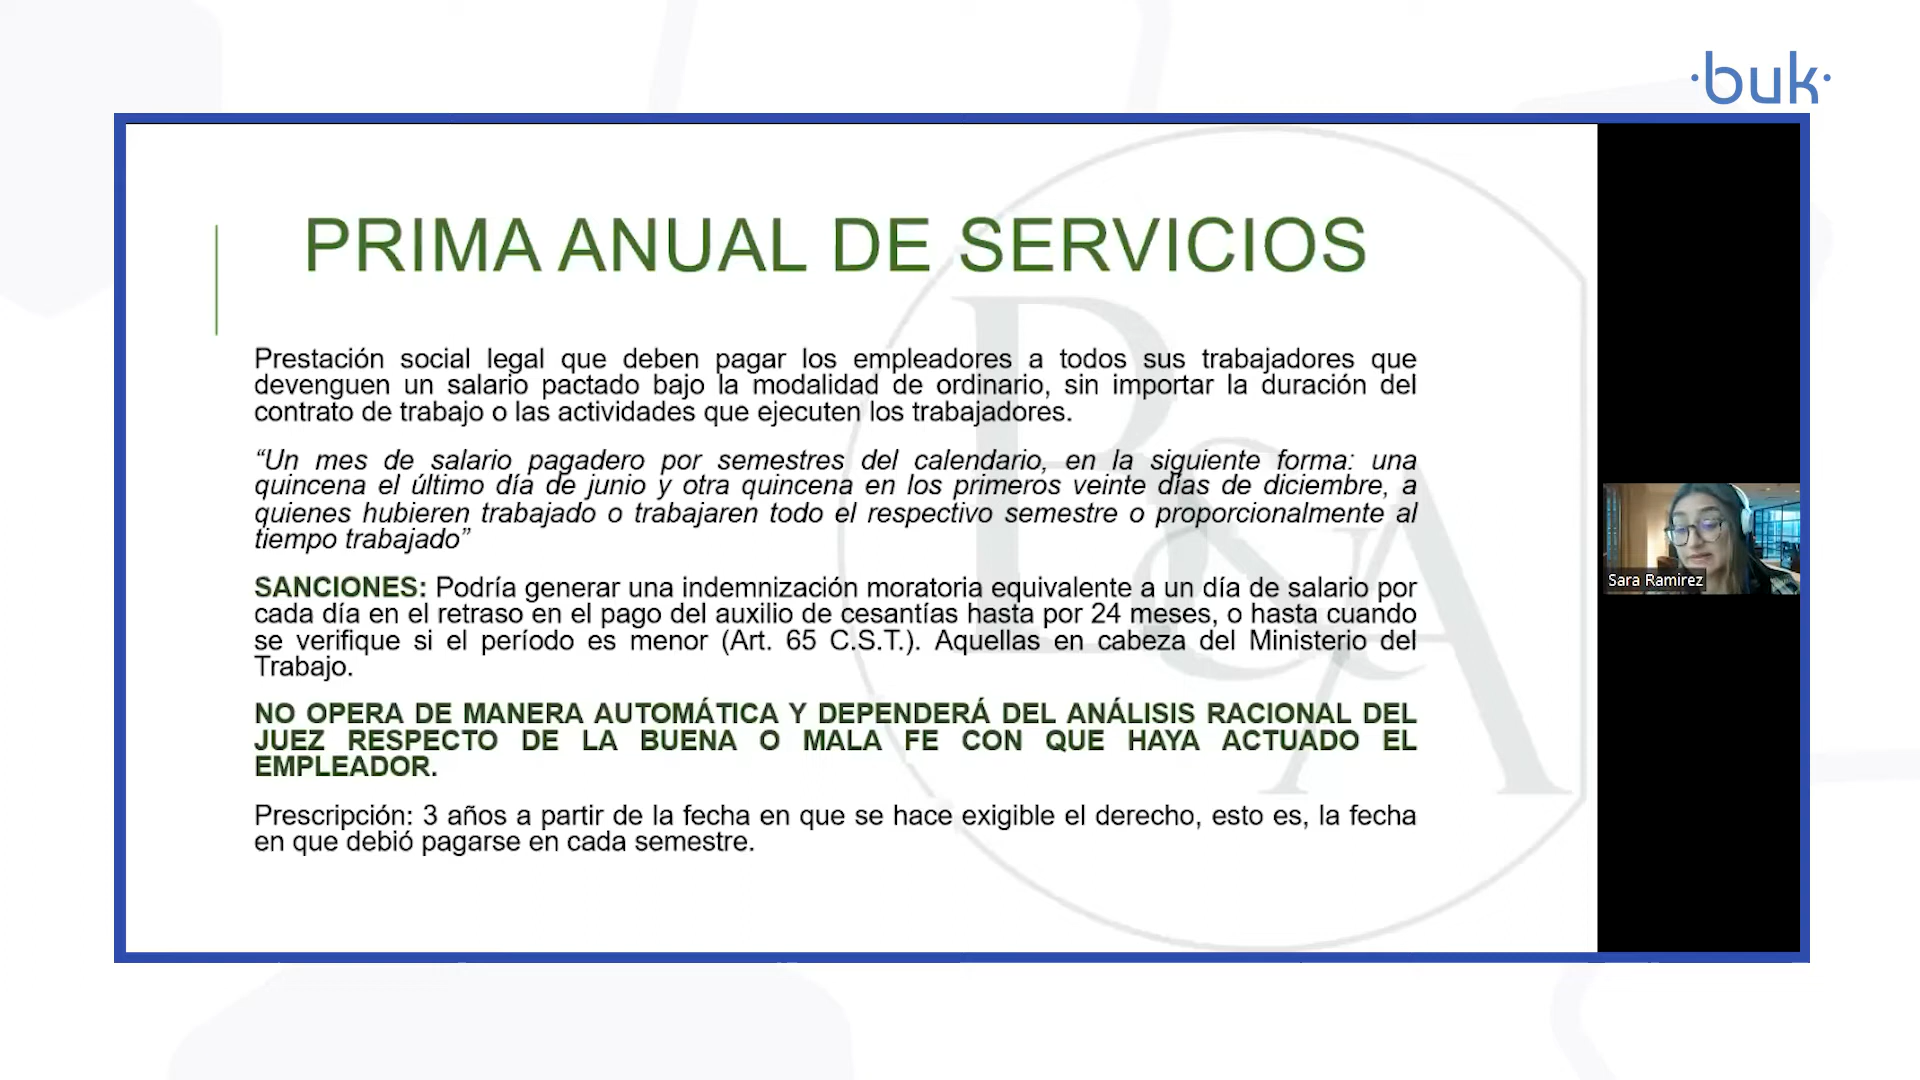 ·buk·
PRIMA ANUAL DE SERVICIOS
Prestación social legal que deben pagar los empleadores a todos sus trabajadores que
devenguen un salario pactado bajo la modalidad de ordinario, sin importar la duración del
contrato de trabajo o las actividades que ejecuten los trabajadores.
“Un mes de salario pagadero por semestres del calendario, en la siguiente forma: una
quincena el último día de junio y otra quincena en los primeros veinte días de diciembre, a
quienes hubieren trabajado o trabajaren todo el respectivo semestre o proporcionalmente al
tiempo trabajado”
SANCIONES: Podría generar una indemnización moratoria equivalente a un día de salario por
cada día en el retraso en el pago del auxilio de cesantías hasta por 24 meses, o hasta cuando
se verifique si el período es menor (Art. 65 C.S.T.). Aquellas en cabeza del Ministerio del
Trabajo.
NO OPERA DE MANERA AUTOMÁTICA Y DEPENDERÁ DEL ANÁLISIS RACIONAL DEL
JUEZ RESPECTO DE LA BUENA O MALA FE CON QUE HAYA ACTUADO EL
EMPLEADOR.
Prescripción: 3 años a partir de la fecha en que se hace exigible el derecho, esto es, la fecha
en que debió pagarse en cada semestre.
B&A
Sara Ramirez